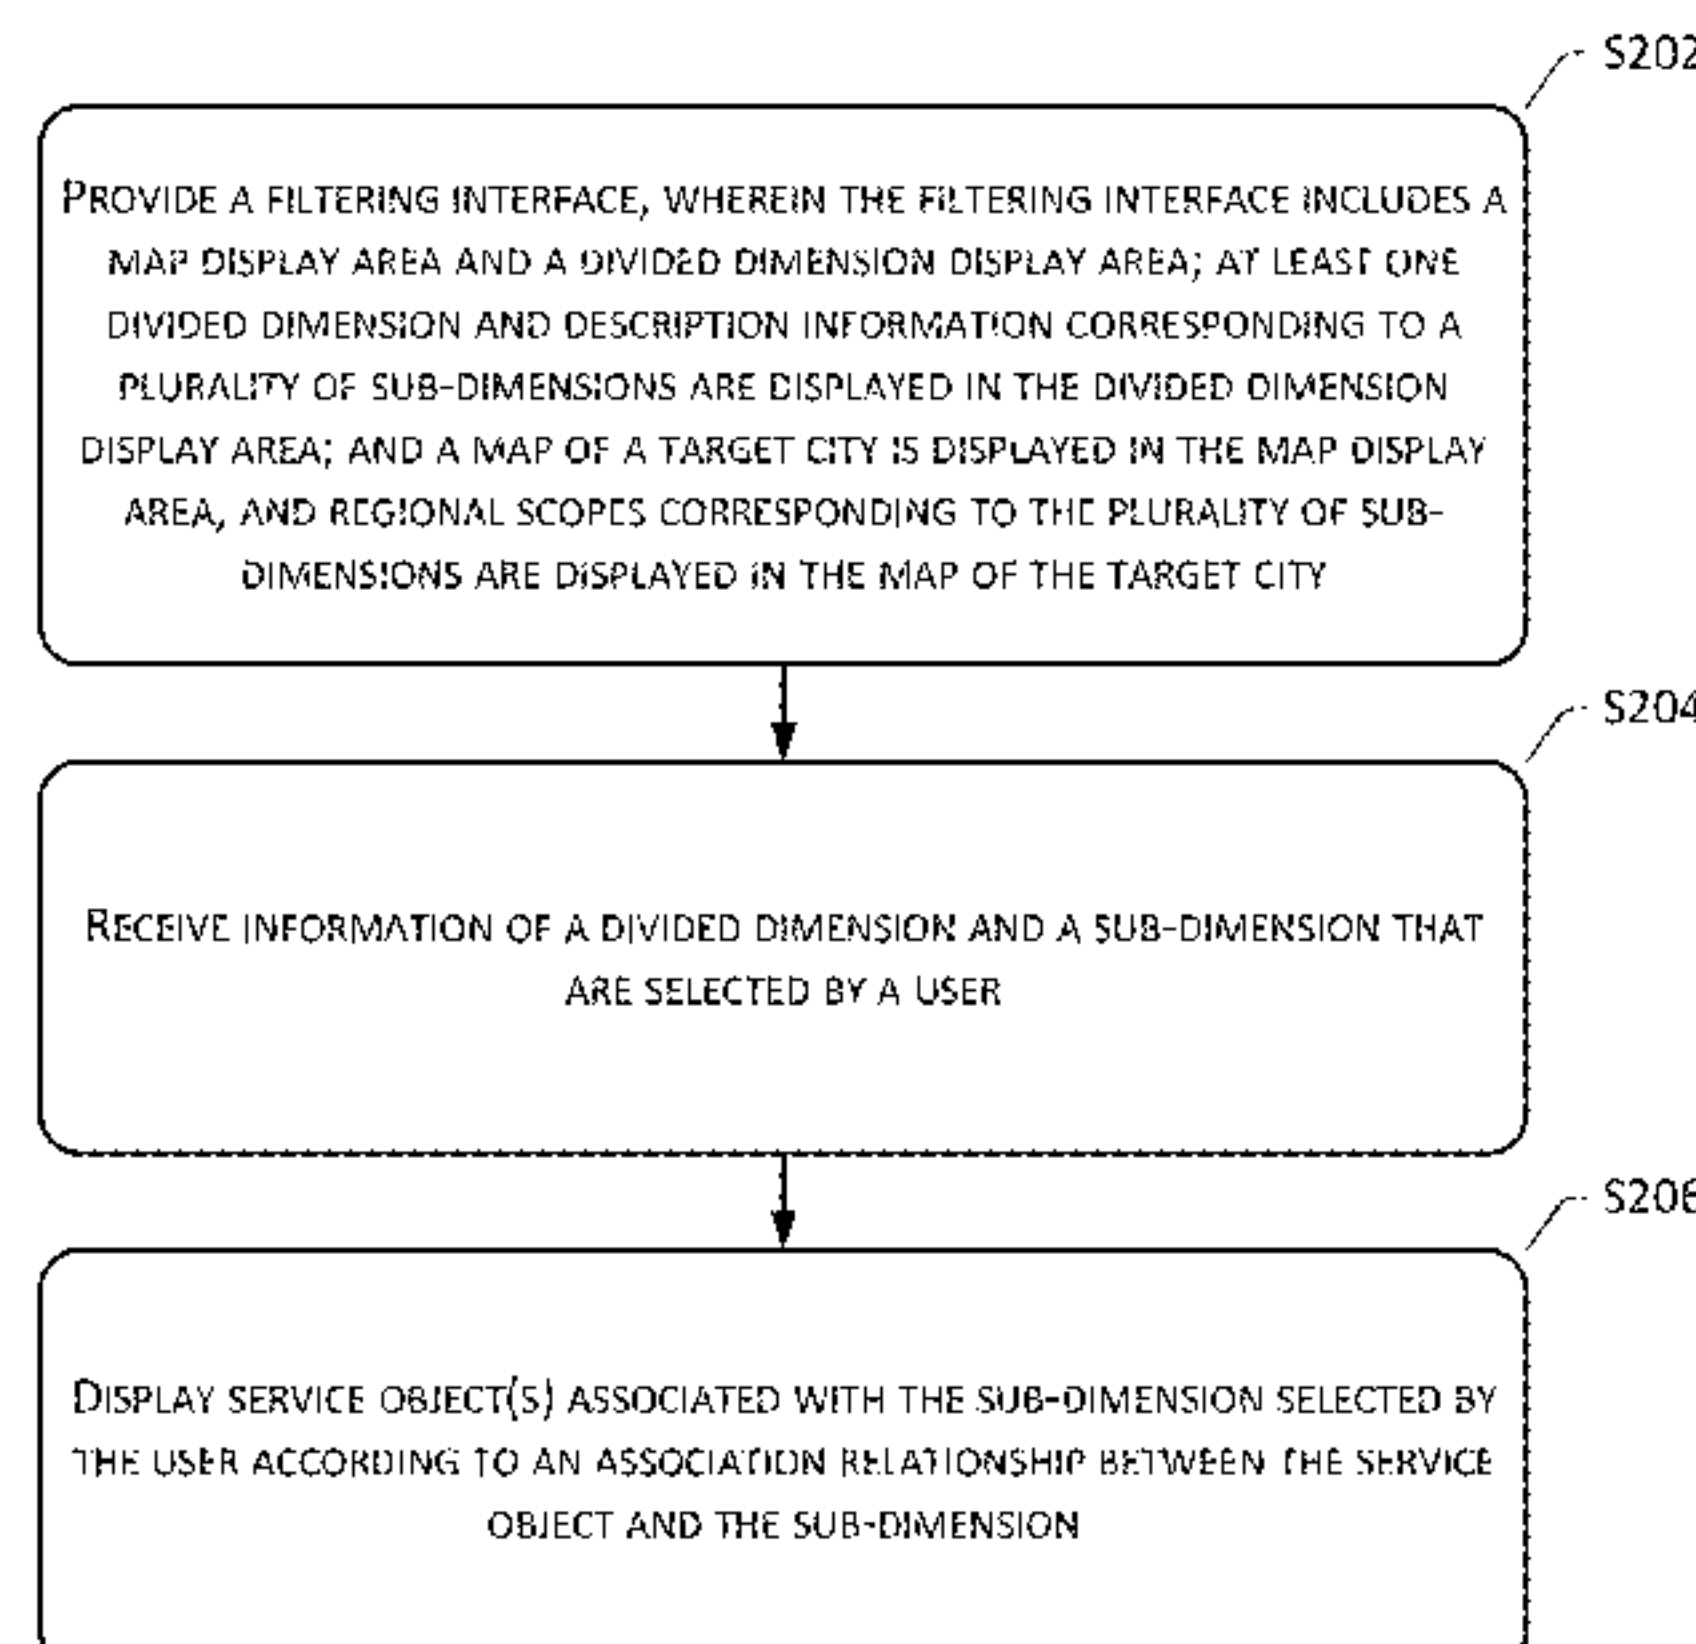 S202
PROVIDE A FILTERING INTERFACE, WHEREIN THE FILTERING INTERFACE INCLUDES A
MAP DISPLAY AREA AND A DIVIDED DIMENSION DISPLAY AREA; AT LEAST ONE
DIVIDED DIMENSION AND DESCRIPTION INFORMATION CORRESPONDING TO A
PLURALITY OF SUB-DIMENSIONS ARE DISPLAYED IN THE DIVIDED DIMENSION
DISPLAY AREA; AND A MAP OF A TARGET CITY IS DISPLAYED IN THE MAP DISPLAY
AREA, AND REGIONAL SCOPES CORRESPONDING TO THE PLURALITY OF SUB-
DIMENSIONS ARE DISPLAYED IN THE MAP OF THE TARGET CITY
S204
RECEIVE INFORMATION OF A DIVIDED DIMENSION AND A SUB-DIMENSION THAT
ARE SELECTED BY A USER
S206
DISPLAY SERVICE OBJECT(S) ASSOCIATED WITH THE SUB-DIMENSION SELECTED BY
THE USER ACCORDING TO AN ASSOCIATION RELATIONSHIP BETWEEN THE SERVICE
OBJECT AND THE SUB-DIMENSION